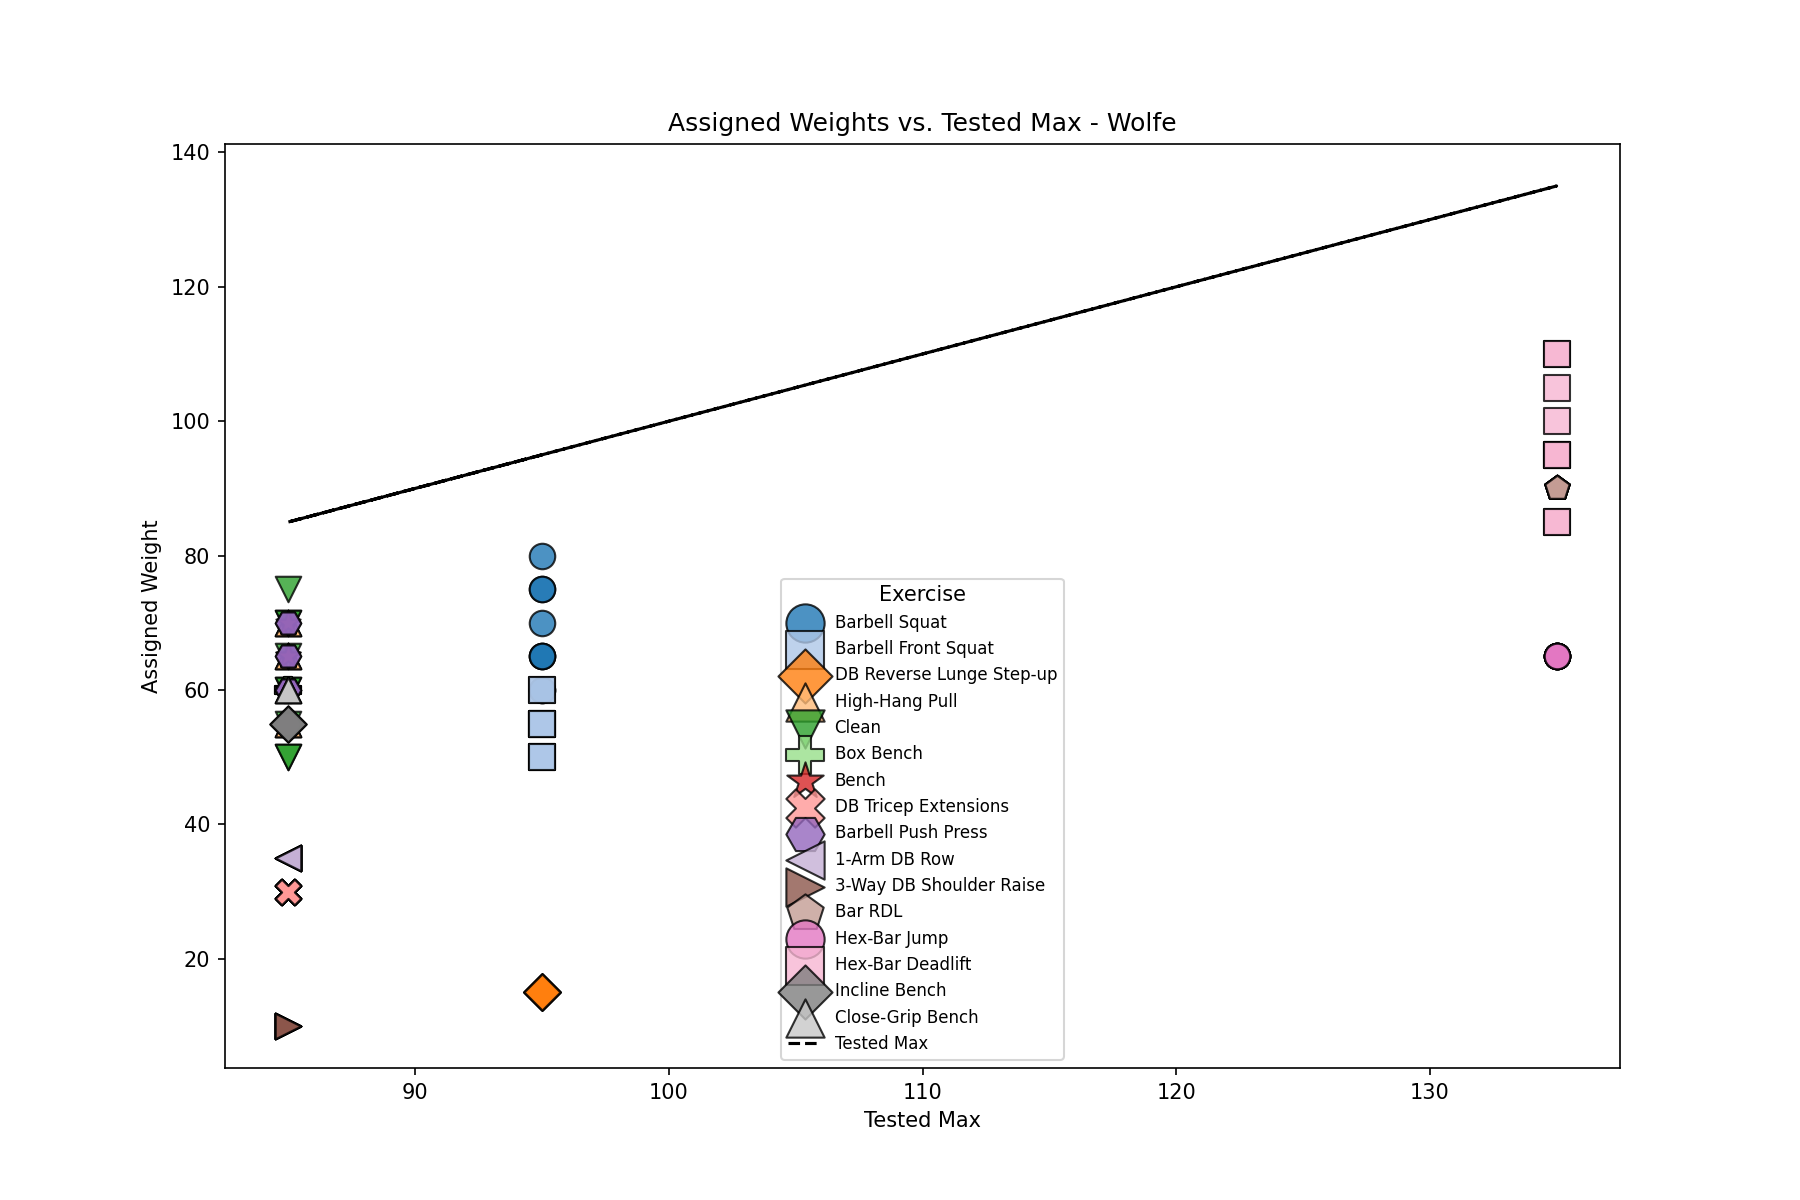 Assigned Weights vs. Tested Max - Wolfe
140
120
100
80
60
40
20
Assigned Weight
Exercise
Barbell Squat
Barbell Front Squat
DB Reverse Lunge Step-up
High-Hang Pull
Clean
Box Bench
Bench
DB Tricep Extensions
Barbell Push Press
1-Arm DB Row
3-Way DB Shoulder Raise
Bar RDL
Hex-Bar Jump
Hex-Bar Deadlift
Incline Bench
Close-Grip Bench
Tested Max
90 100 110 120 130
Tested Max